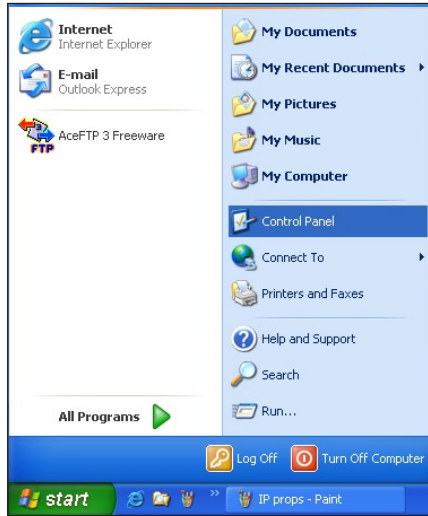 Internet
Internet Explorer
E-mail
Outlook Express
FTP
AceFTP 3 Freeware
All Programs
My Documents
My Recent Documents
My Pictures
My Music
My Computer
Control Panel
Connect To
Printers and Faxes
Help and Support
Search
Run...
Log Off
Turn Off Computer
start
IP props - Paint